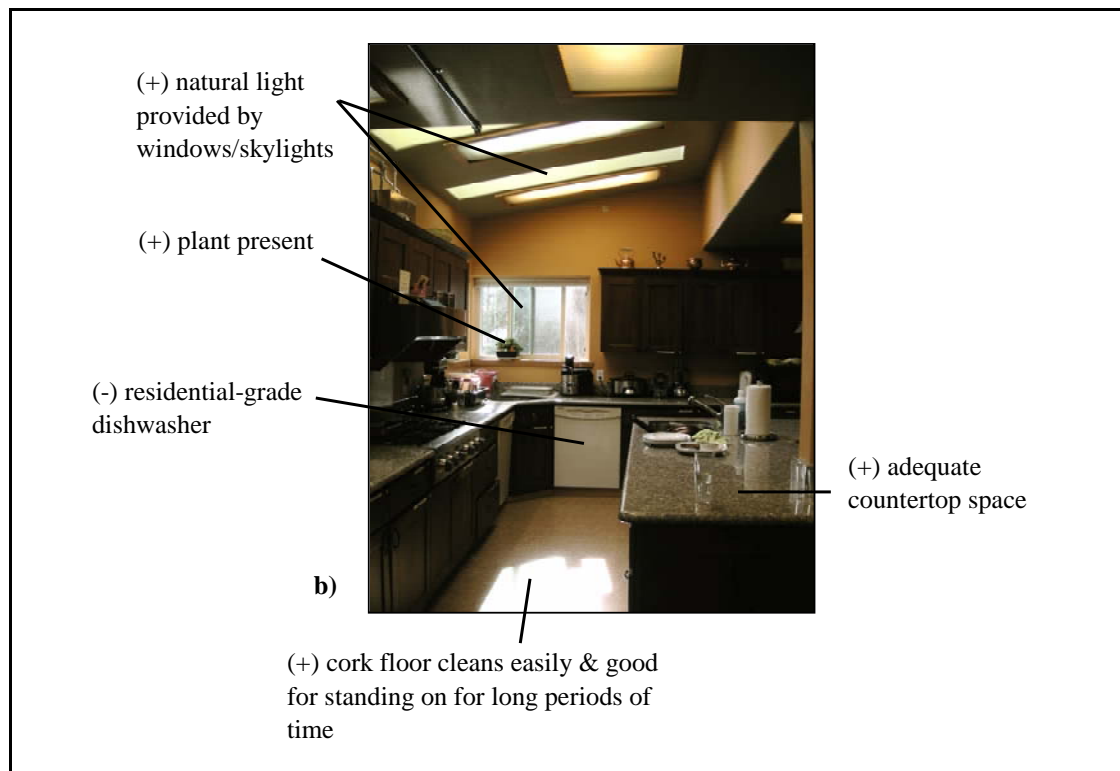 (+) natural light
provided by
windows/skylights
(+) plant present
(-) residential-grade
dishwasher
(+) adequate
countertop space
b)
(+) cork floor cleans easily & good
for standing on for long periods of
time